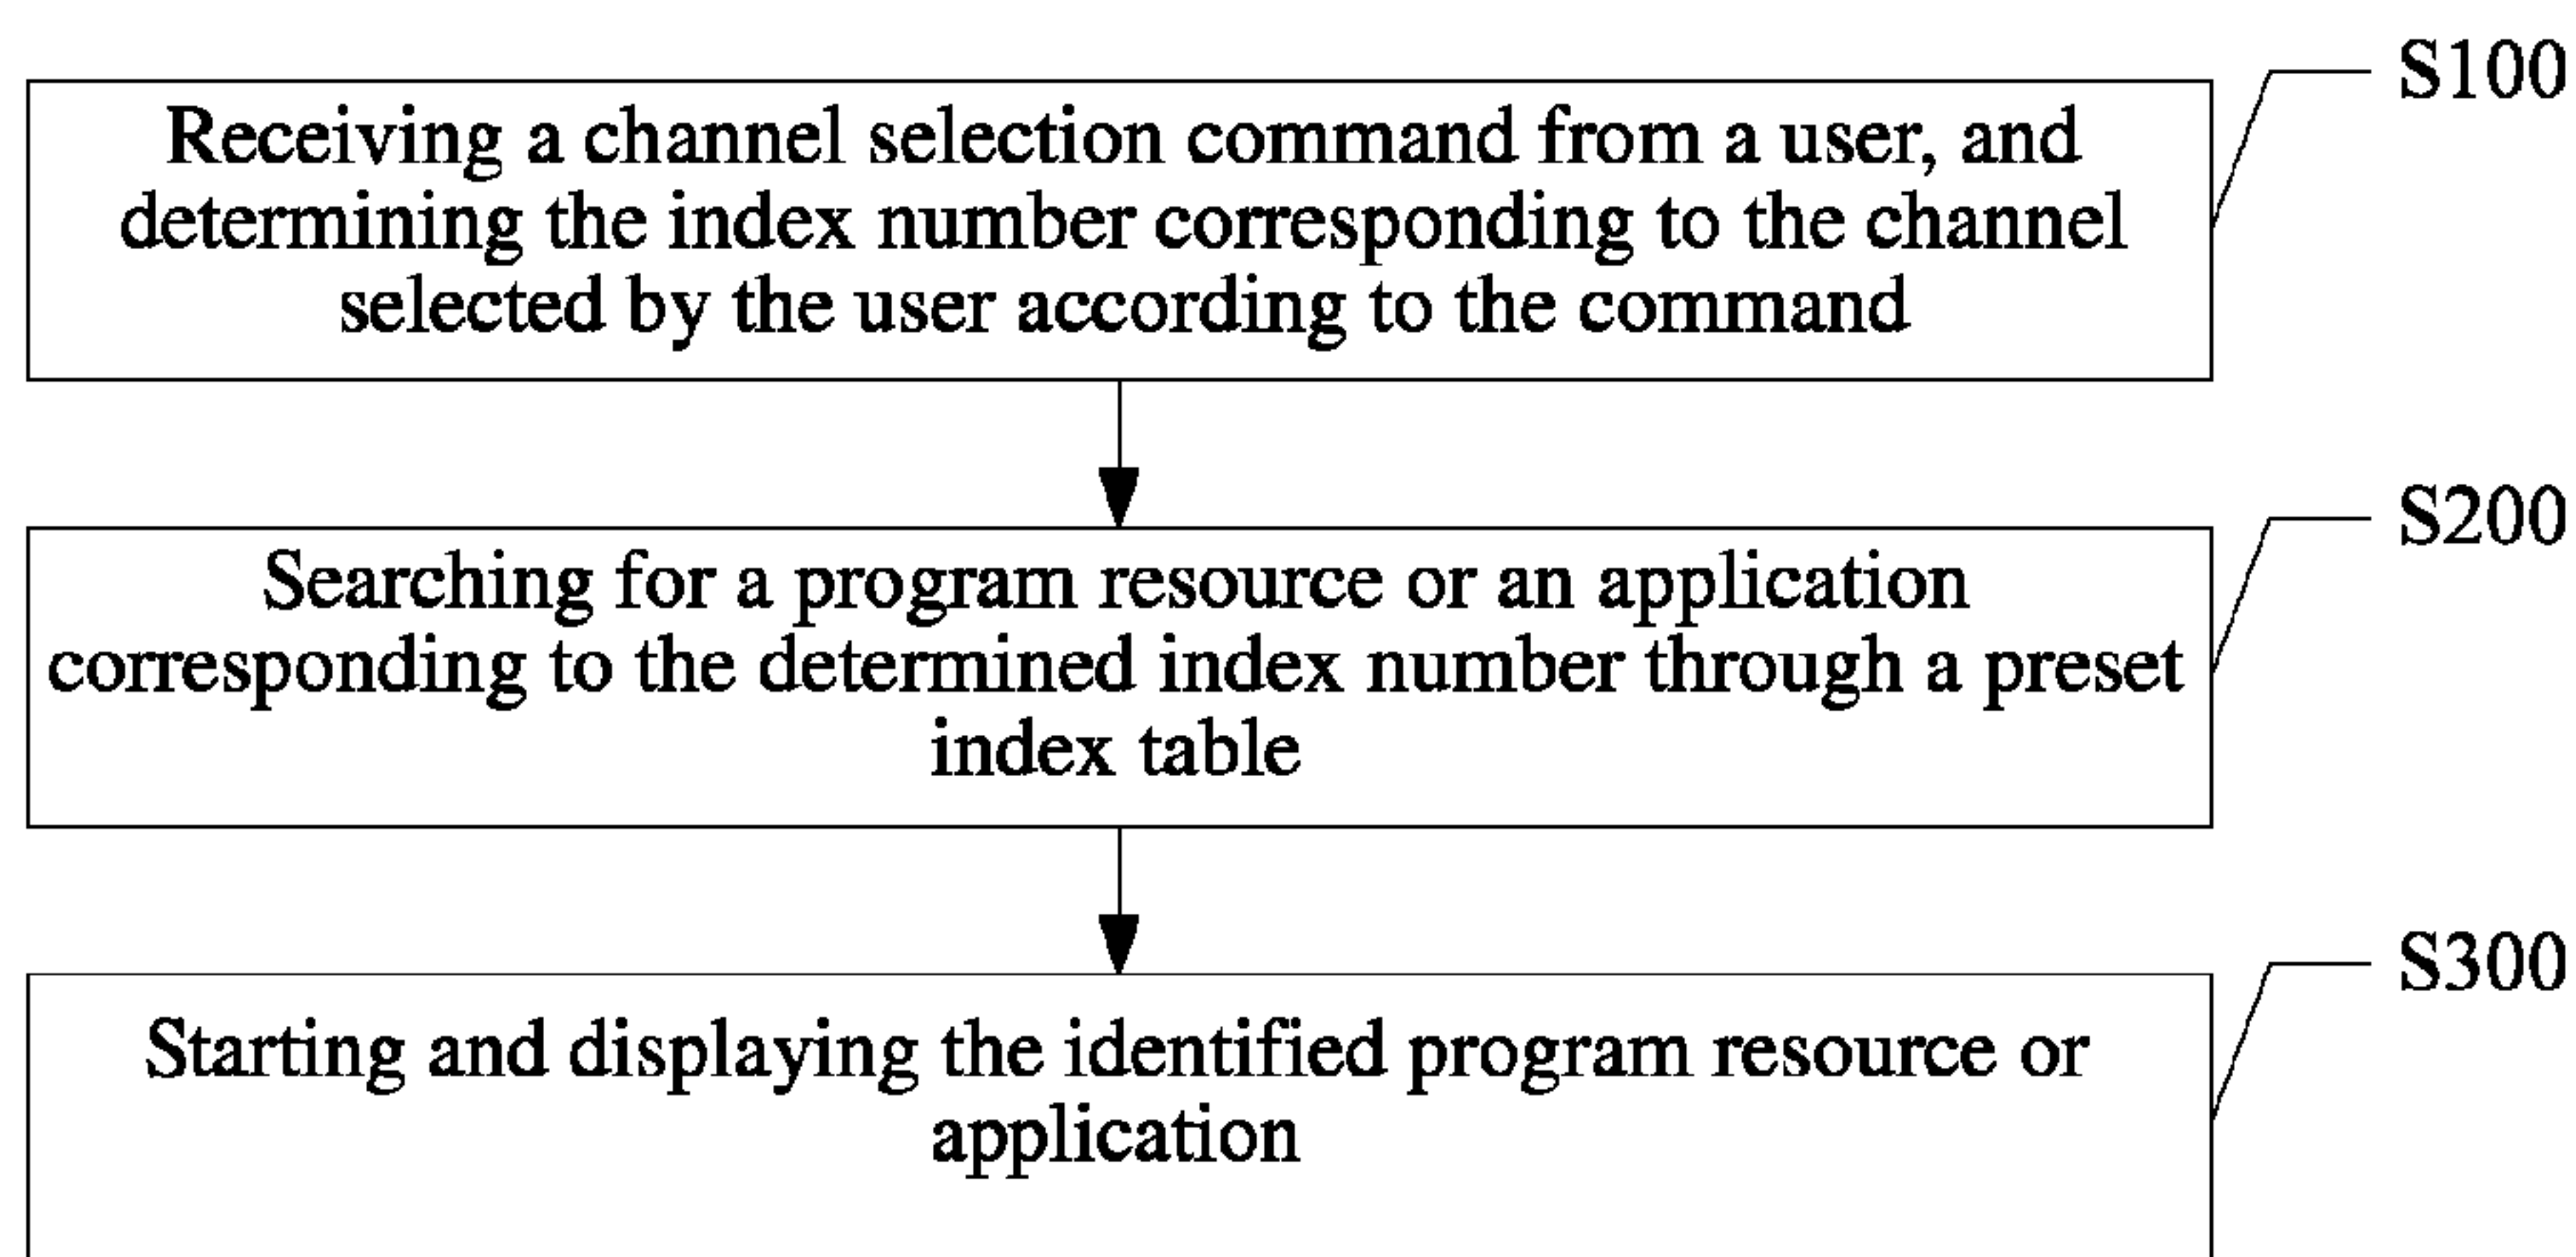 S100
Receiving a channel selection command from a user, and
determining the index number corresponding to the channel
selected by the user according to the command
S200
Searching for a program resource or an application
corresponding to the determined index number through a preset
index table
S300
Starting and displaying the identified program resource or
application